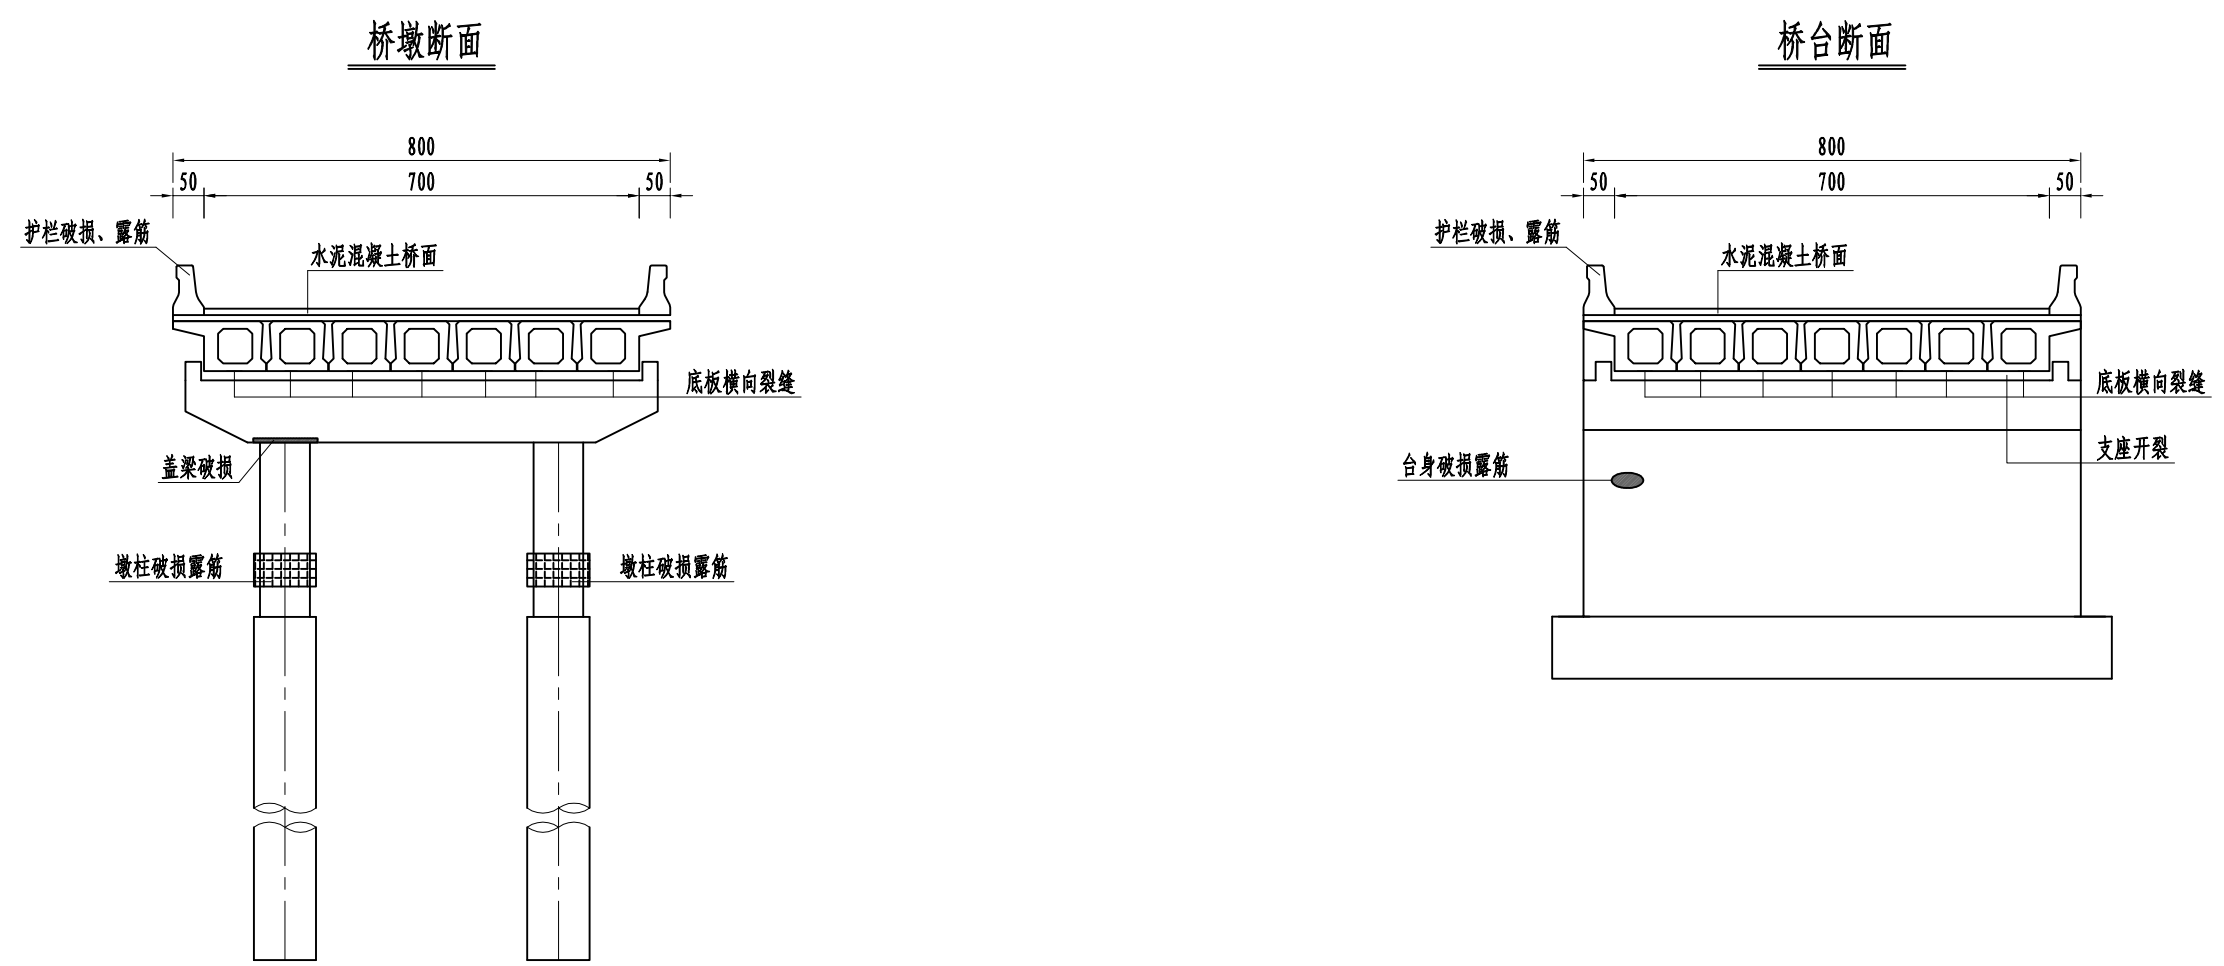 桥墩断面
800
50
700
50
护栏破损、露筋
水泥混凝土桥面
底板横向裂缝
盖梁破损
墩柱破损露筋
墩柱破损露筋
桥台断面
800
50
700
50
护栏破损、露筋
水泥混凝土桥面
底板横向裂缝
支座开裂
台身破损露筋